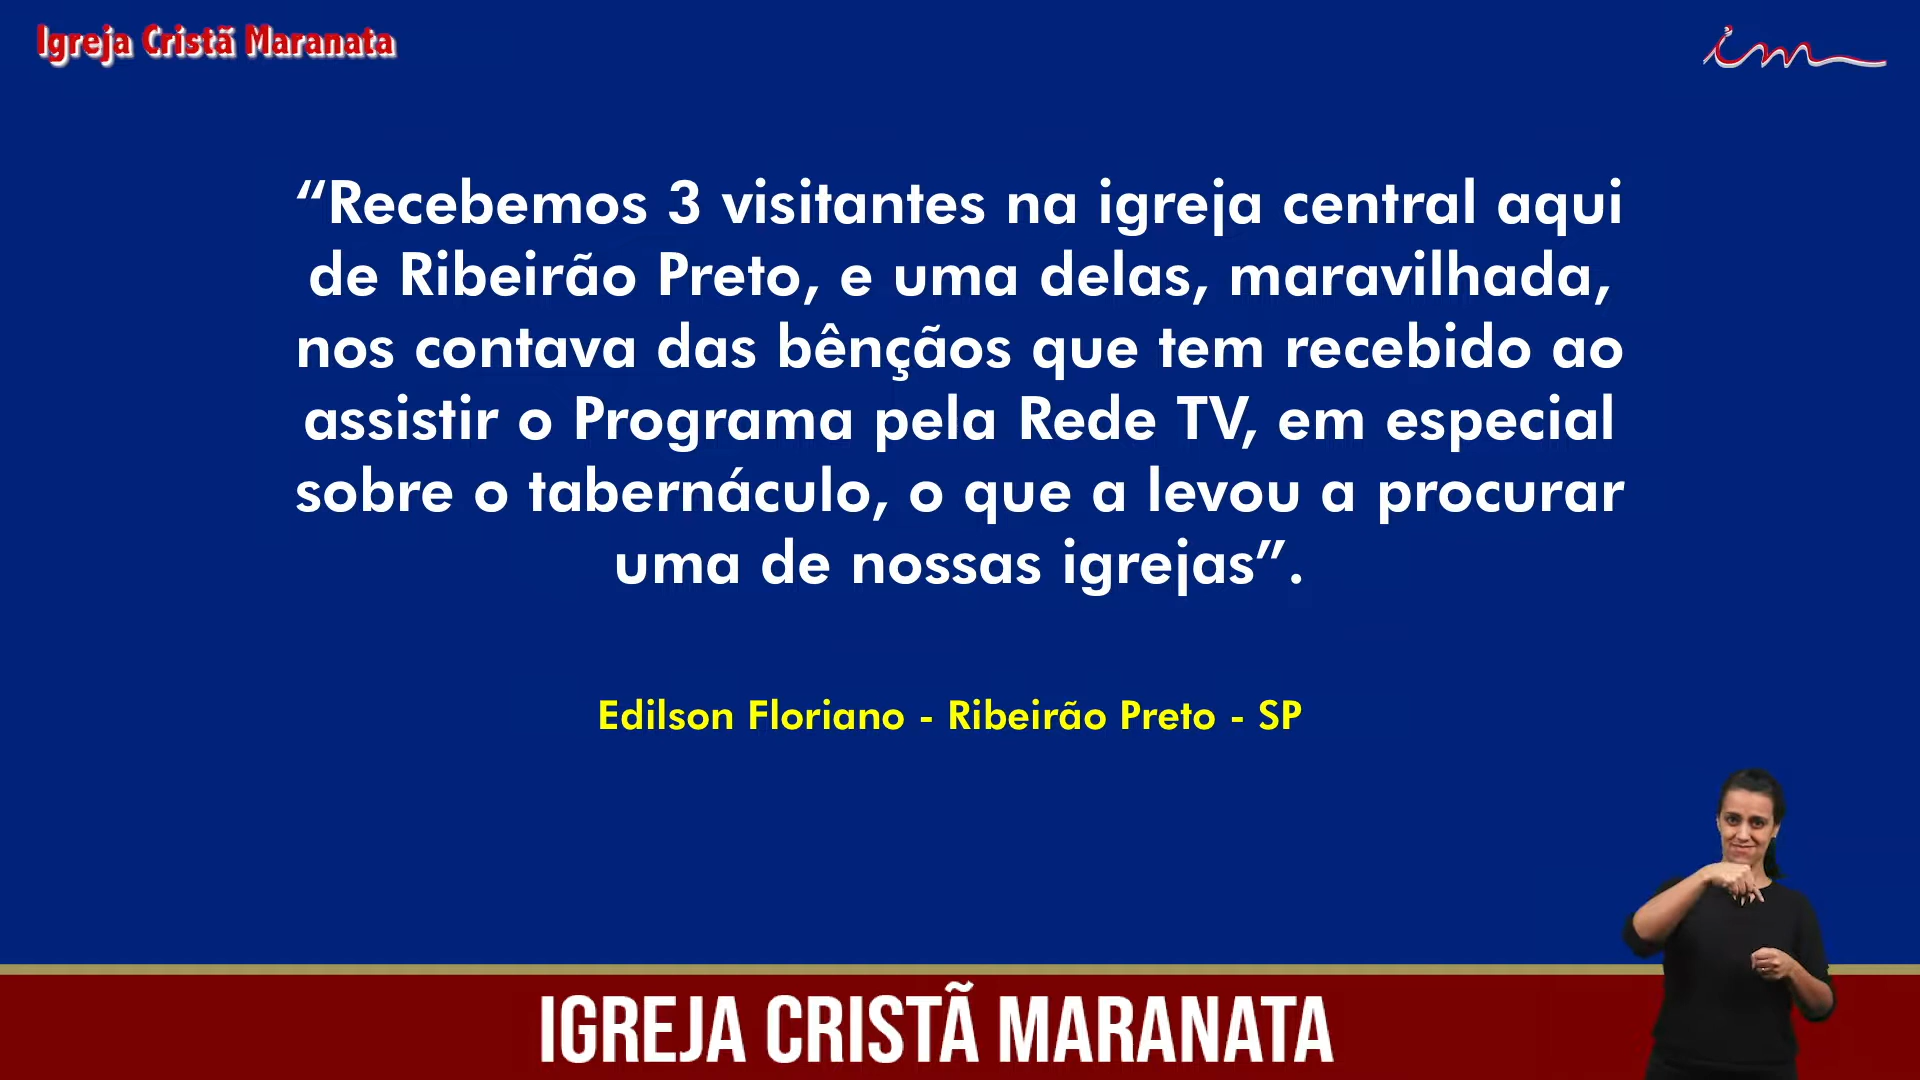 Igreja Cristã Maranata
im
“Recebemos 3 visitantes na igreja central aqui
de Ribeirão Preto, e uma delas, maravilhada,
nos contava das bênçãos que tem recebido ao
assistir o Programa pela Rede TV, em especial
sobre o tabernáculo, o que a levou a procurar
uma de nossas igrejas”.
Edilson Floriano - Ribeirão Preto - SP
IGREJA CRISTÃ MARANATA